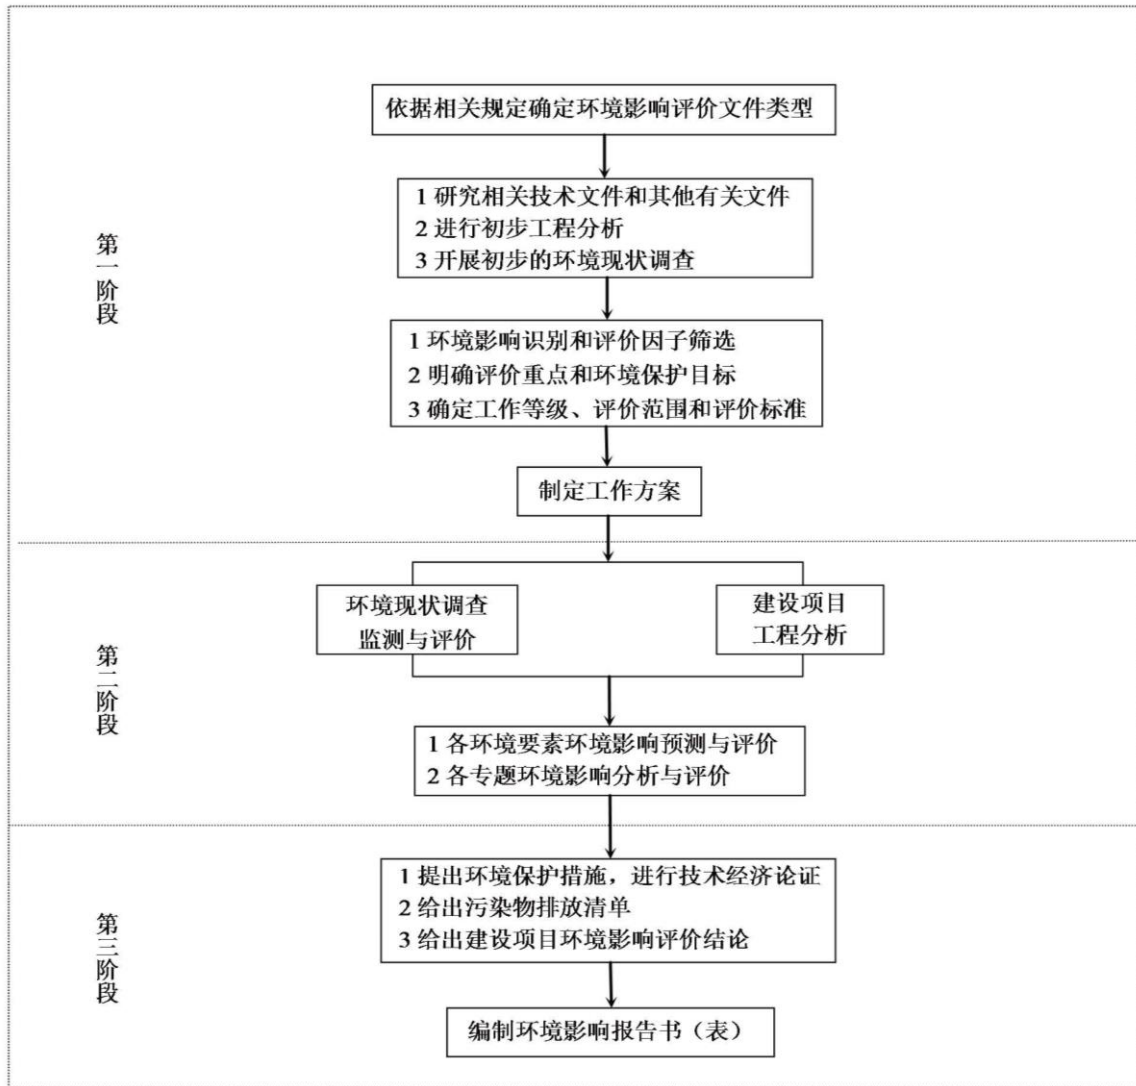 依据相关规定确定环境影响评价文件类型
第一阶段
1 研究相关技术文件和其他有关文件
2 进行初步工程分析
3 开展初步的环境现状调查
1 环境影响识别和评价因子筛选
2 明确评价重点和环境保护目标
3 确定工作等级、评价范围和评价标准
制定工作方案
第二阶段
环境现状调查
监测与评价
建设项目
工程分析
1 各环境要素环境影响预测与评价
2 各专题环境影响分析与评价
第三阶段
1 提出环境保护措施，进行技术经济论证
2 给出污染物排放清单
3 给出建设项目环境影响评价结论
编制环境影响报告书（表）